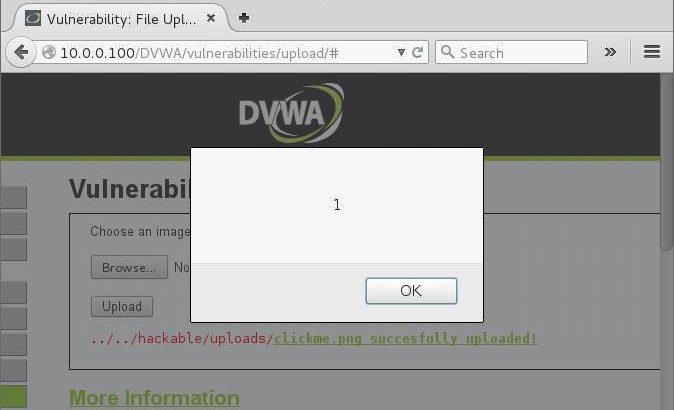 Vulnerability: File Upl...
10.0.0.100/DVWA/vulnerabilities/upload/#
Search
DVWA
Vulnerabil
1
Choose an image
Browse... No
OK
Upload
../../hackable/uploads/clickme.png succesfully uploaded!
More Information